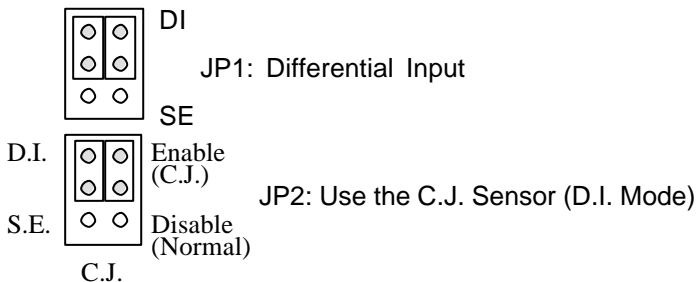 DI
JP1: Differential Input
SE
D.I.
Enable
(C.J.)
JP2: Use the C.J. Sensor (D.I. Mode)
S.E.
Disable
(Normal)
C.J.